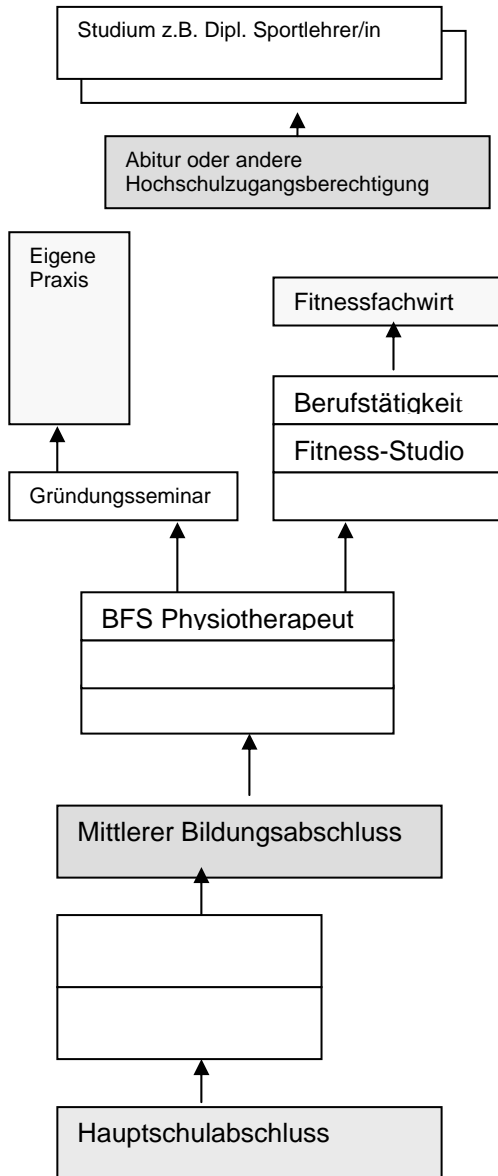 Studium z.B. Dipl. Sportlehrer/in
Abitur oder andere
Hochschulzugangsberechtigung
Eigene
Praxis
Fitnessfachwirt
Berufstätigkeit
Fitness-Studio
Gründungsseminar
BFS Physiotherapeut
Mittlerer Bildungsabschluss
Hauptschulabschluss